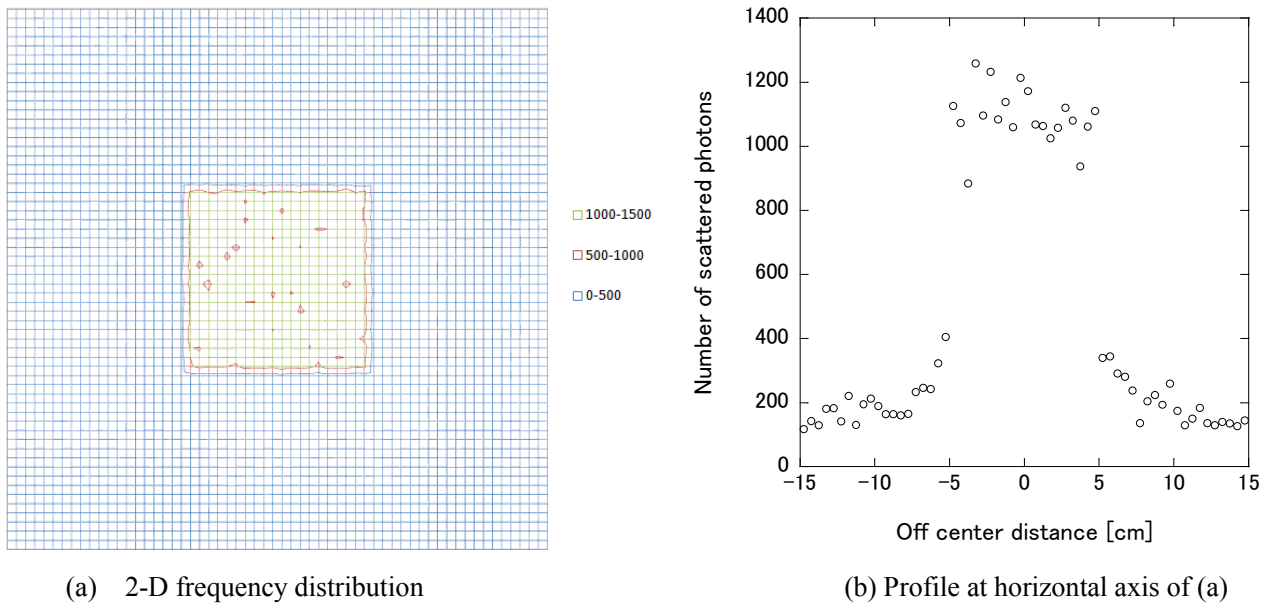 1000-1500
500-1000
0-500
(a) 2-D frequency distribution
Number of scattered photons
1400
1200
1000
800
600
400
200
0
-15 -10 -5 0 5 10 15
Off center distance [cm]
(b) Profile at horizontal axis of (a)